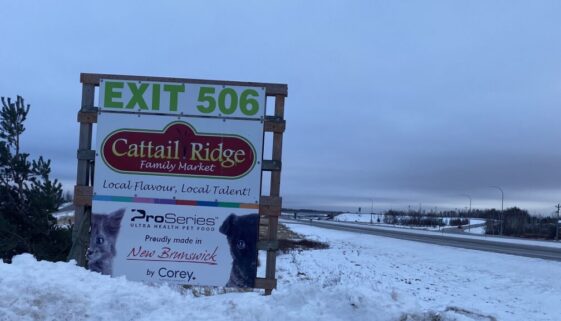 EXIT 506
Cattail Ridge
Family Market
Local Flavour, Local Talent!
ProSeries
ULTRA HEALTH PET FOOD
Proudly made in
New Brunswick
by Corey.